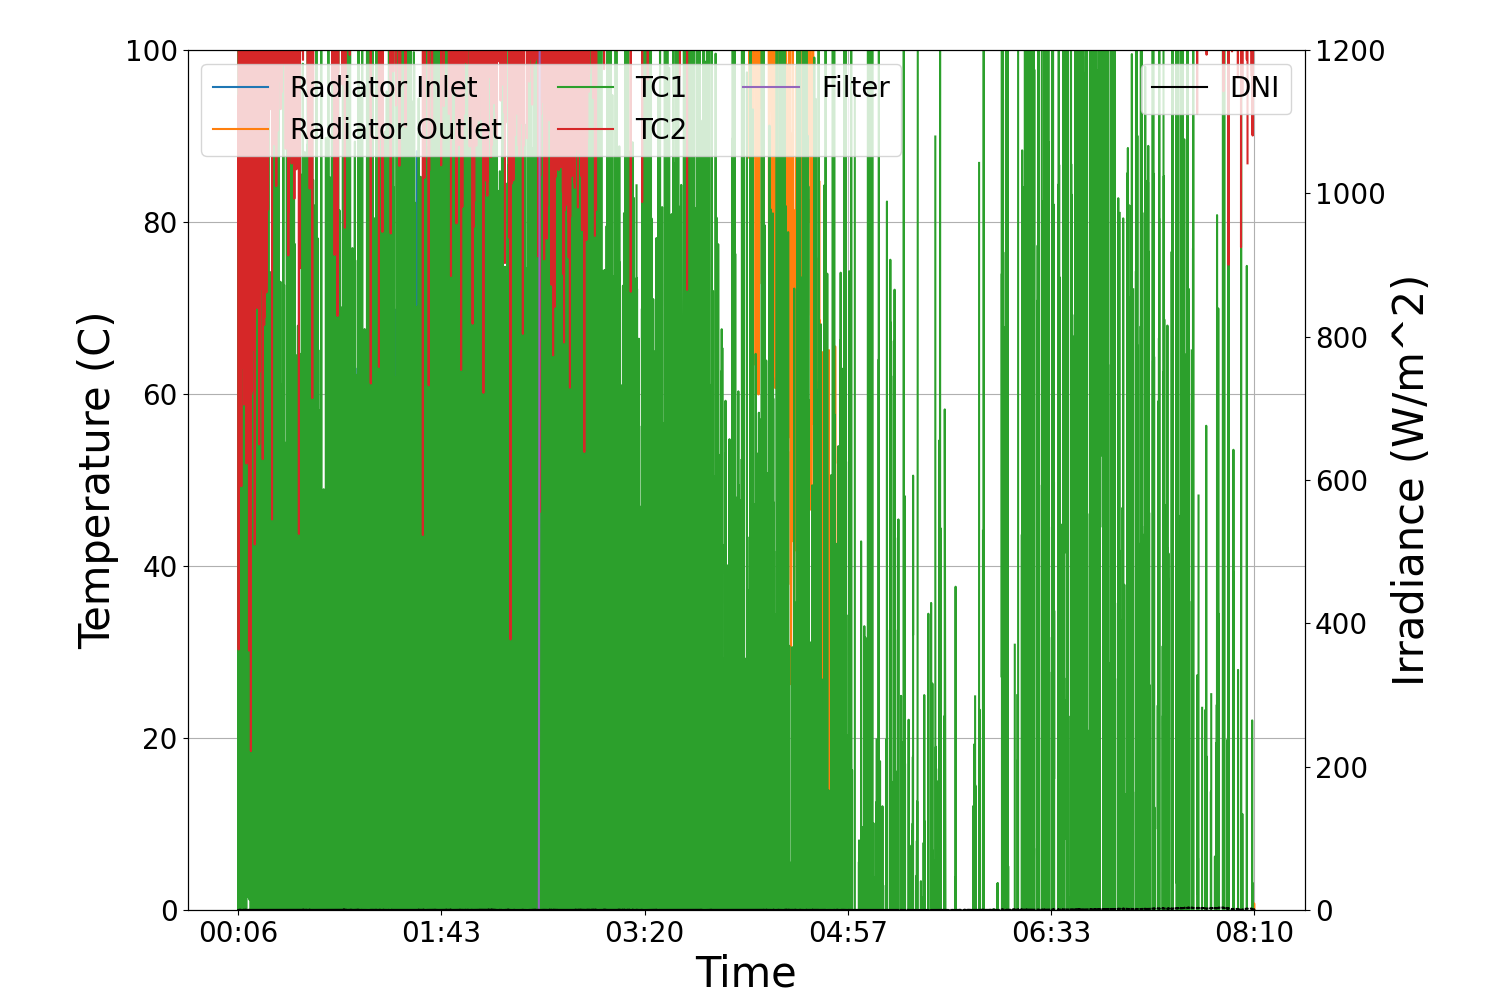 100
80
60
40
20
0
Temperature (C)
Radiator Inlet
Radiator Outlet
TC1
TC2
Filter
DNI
1200
1000
800
600
400
200
0
Irradiance (W/m^2)
00:06 01:43 03:20 04:57 06:33 08:10
Time